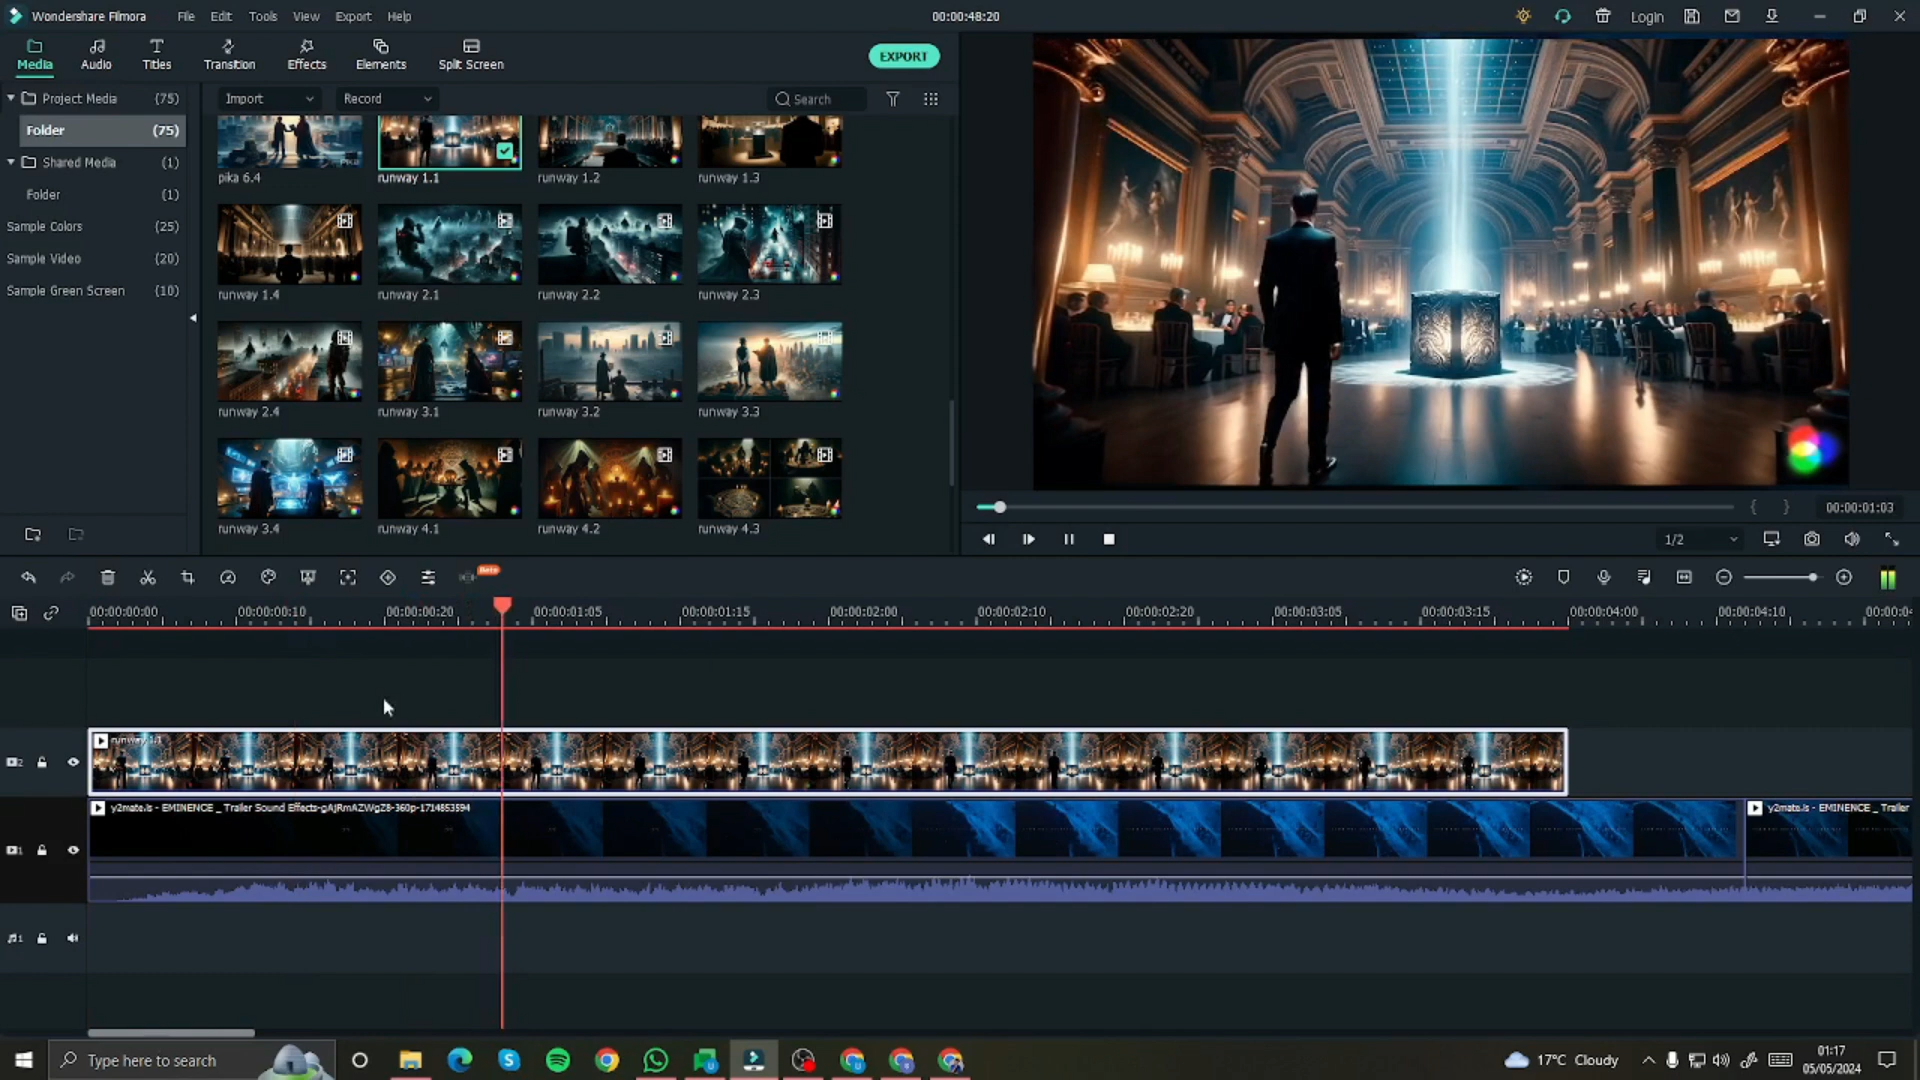 Wondershare Filmora
File Edit Tools View Export Help
00:00:48:20
Login
Media Audio Titles Transition Effects Elements Split Screen
EXPORT
Project Media (75)
Folder (75)
Shared Media (1)
Folder (1)
Sample Colors (25)
Sample Video (20)
Sample Green Screen (10)
Import Record Search
pika 6.4 runway 1.1 runway 1.2 runway 1.3
runway 1.4 runway 2.1 runway 2.2 runway 2.3
runway 2.4 runway 3.1 runway 3.2 runway 3.3
runway 3.4 runway 4.1 runway 4.2 runway 4.3
00:00:01:03
1/2
Beta
00:00:00:00 00:00:00:10 00:00:00:20 00:00:01:05 00:00:01:15 00:00:02:00 00:00:02:10 00:00:02:20 00:00:03:05 00:00:03:15 00:00:04:00 00:00:04:10 00:00:0
runway 1.1
2
y2mate.is - EMINENCE _ Trailer Sound Effects-gAJRmAZWgZ8-360p-1714853594
y2mate.is - EMINENCE _ Trailer
1
1
Type here to search
17°C Cloudy
01:17
05/05/2024